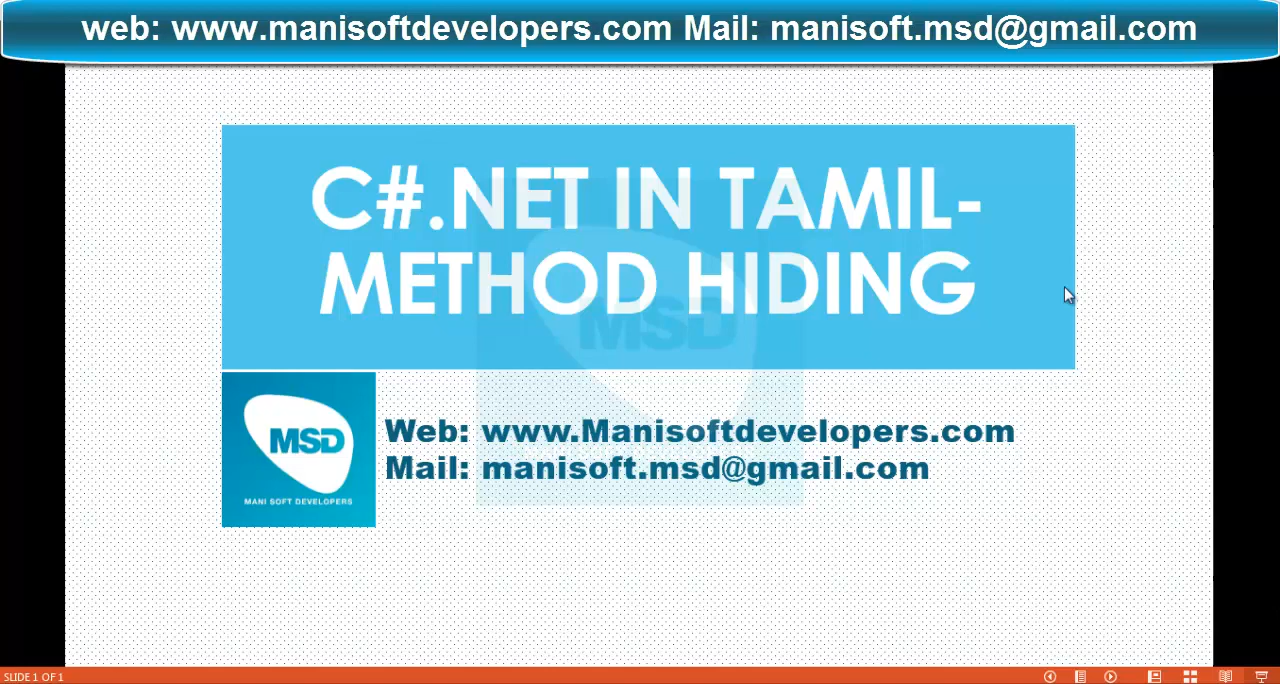 web: www.manisoftdevelopers.com Mail: manisoft.msd@gmail.com
C#.NET IN TAMIL-
METHOD HIDING
MSD
MSD
MANI SOFT DEVELOPERS
Web: www.Manisoftdevelopers.com
Mail: manisoft.msd@gmail.com
SLIDE 1 OF 1